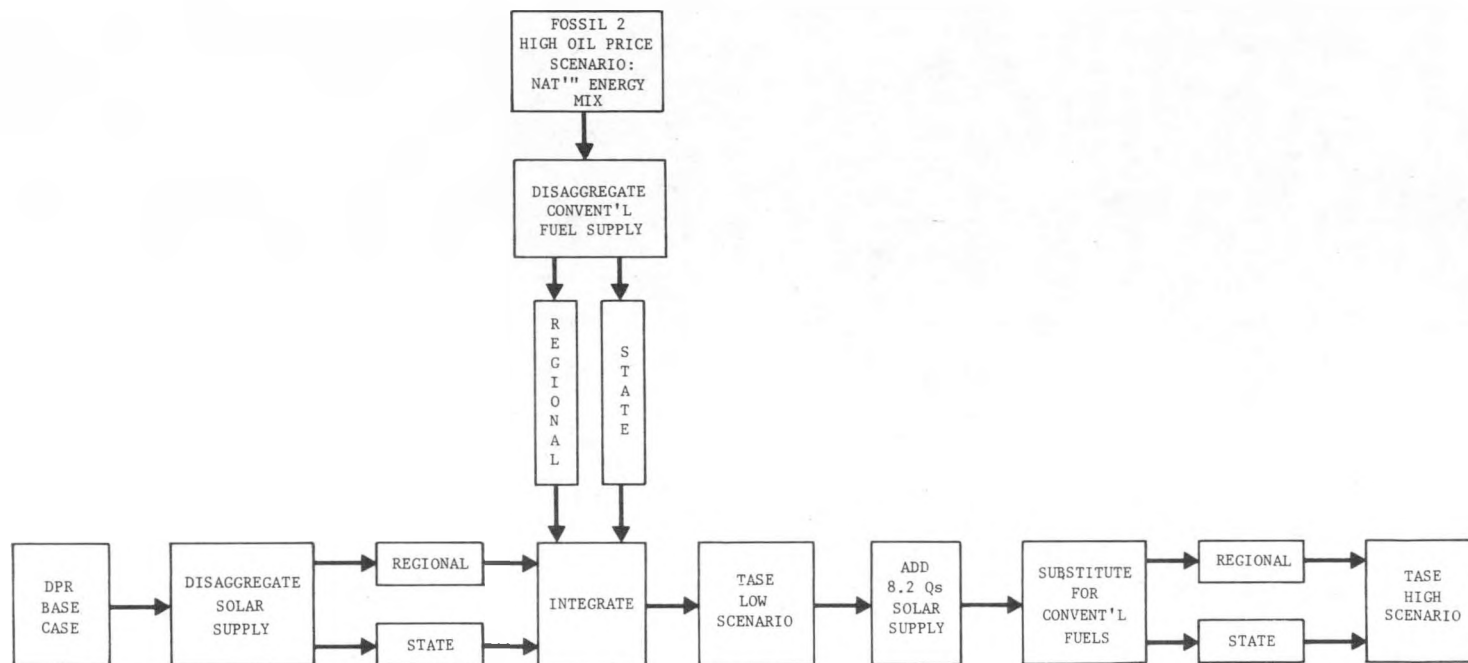 FOSSIL 2
HIGH OIL PRICE
SCENARIO:
NAT'" ENERGY
MIX
DISAGGREGATE
CONVENT'L
FUEL SUPPLY
REGIONAL
STATE
DPR
BASE
CASE
DISAGGREGATE
SOLAR
SUPPLY
REGIONAL
STATE
INTEGRATE
TASE
LOW
SCENARIO
ADD
8.2 Qs
SOLAR
SUPPLY
SUBSTITUTE
FOR
CONVENT'L
FUELS
REGIONAL
STATE
TASE
HIGH
SCENARIO